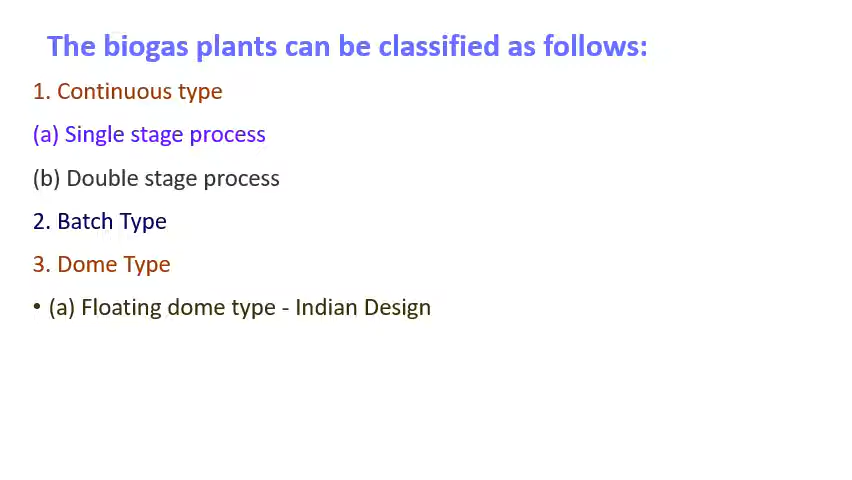 The biogas plants can be classified as follows:
1. Continuous type
(a) Single stage process
(b) Double stage process
2. Batch Type
3. Dome Type
• (a) Floating dome type - Indian Design